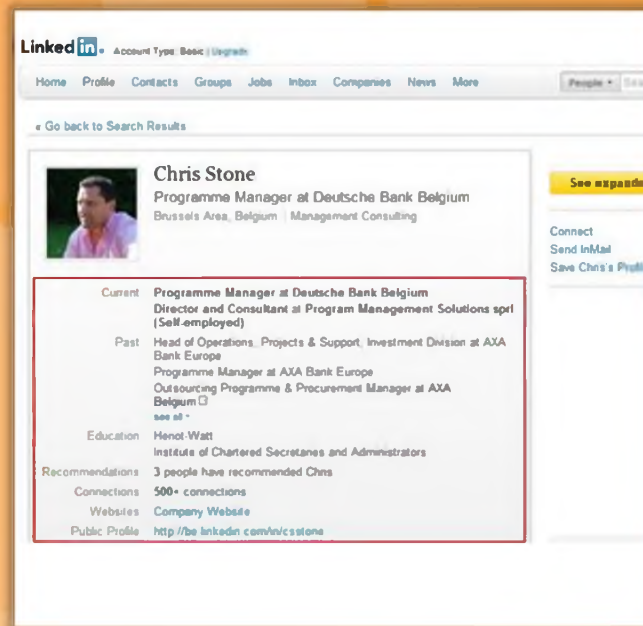 Linked in. Account Type: Basic | Upgrade
Home Profile Contacts Groups Jobs Inbox Companies News More
People
« Go back to Search Results
Chris Stone
Programme Manager at Deutsche Bank Belgium
Brussels Area, Belgium Management Consulting
See expande
Connect
Send InMail
Save Chris's Profil
Current Programme Manager at Deutsche Bank Belgium
Director and Consultant at Program Management Solutions sprl
(Self-employed)
Past Head of Operations, Projects & Support, Investment Division at AXA
Bank Europe
Programme Manager at AXA Bank Europe
Outsourcing Programme & Procurement Manager at AXA
Belgium
see all
Education Heriot-Watt
Institute of Chartered Secretaries and Administrators
Recommendations 3 people have recommended Chris
Connections 500+ connections
Websites Company Website
Public Profile http://be.linkedin.com/in/csstone